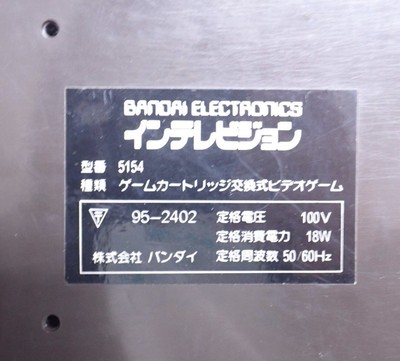 BANDAI ELECTRONICS
インテレビジョン
型番 5154
種類 ゲームカートリッジ交換式ビデオゲーム
〒 95-2402 定格電圧 100V
定格消費電力 18W
株式会社 バンダイ 定格周波数 50/60Hz